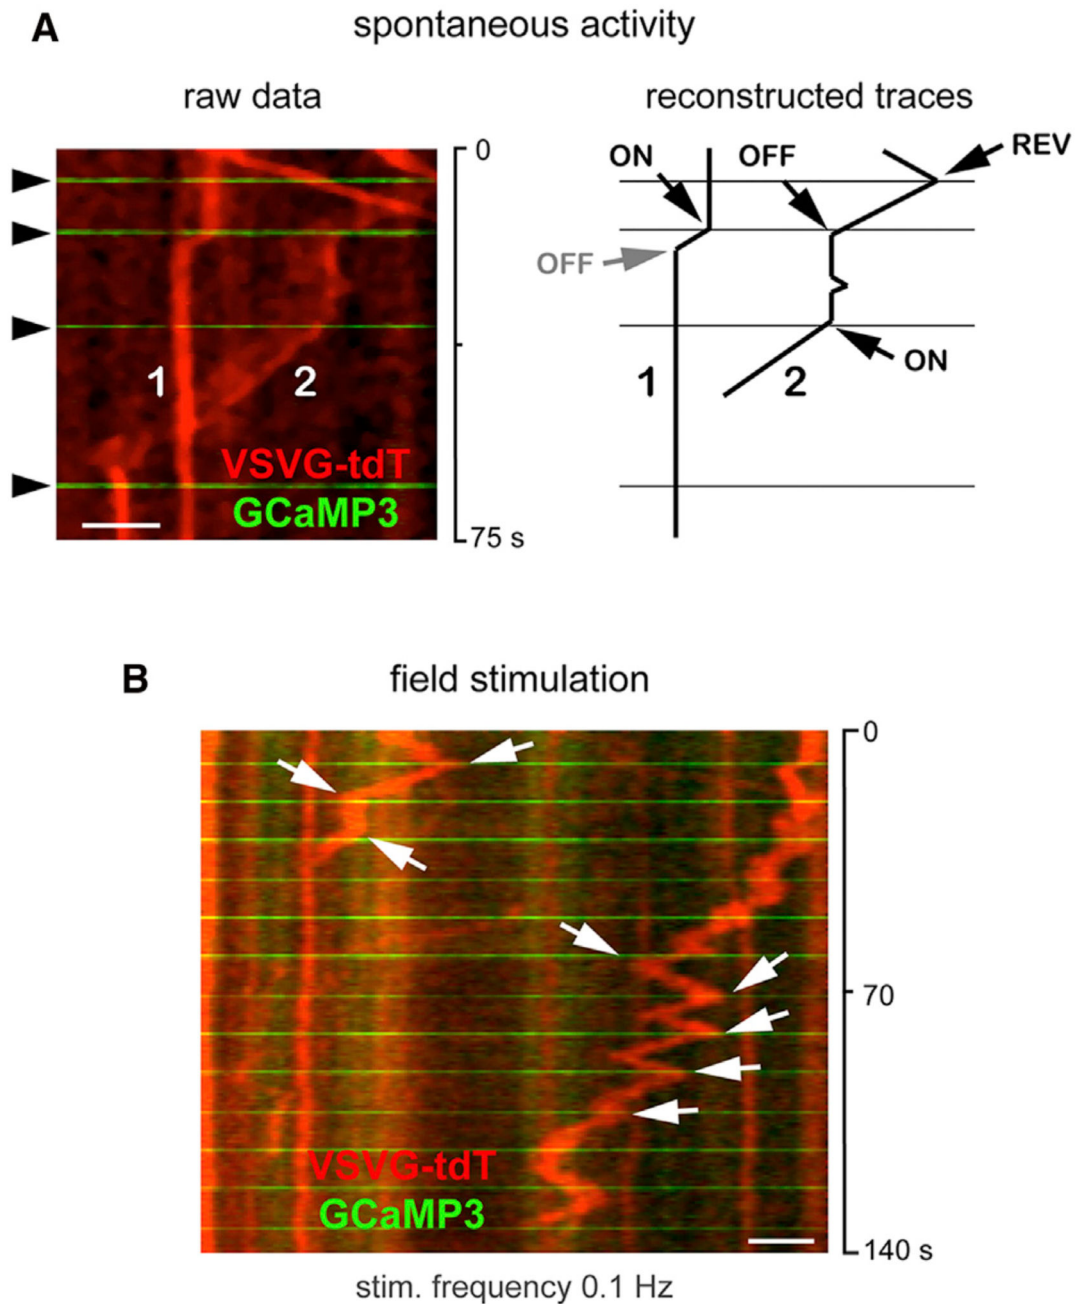 A
spontaneous activity
raw data
reconstructed traces
0
ON
OFF
REV
OFF
ON
1
2
1
2
VSVG-tdT
GCaMP3
75 s
B
field stimulation
0
70
VSVG-tdT
GCaMP3
140 s
stim. frequency 0.1 Hz